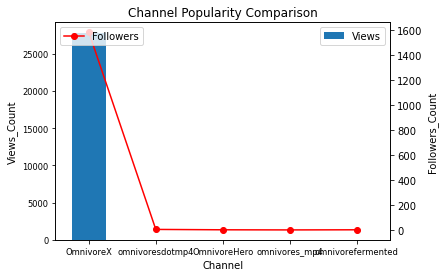 Channel Popularity Comparison
Followers
Views
25000
20000
15000
10000
5000
0
Views_Count
1600
1400
1200
1000
800
600
400
200
0
Followers_Count
OmnivoreX omnivoresdotmp4 OmnivoreHero omnivores_mp4 omnivorefermented
Channel